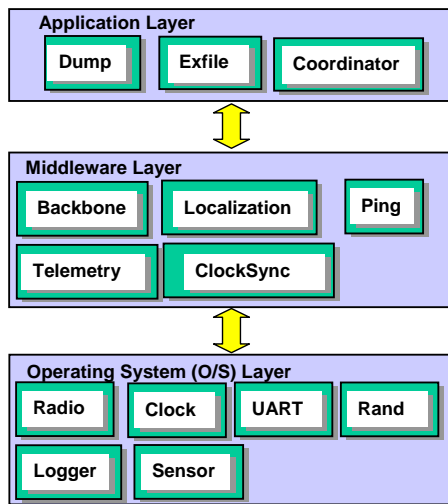 Application Layer
Dump Exfile Coordinator
Middleware Layer
Backbone Localization Ping
Telemetry ClockSync
Operating System (O/S) Layer
Radio Clock UART Rand
Logger Sensor